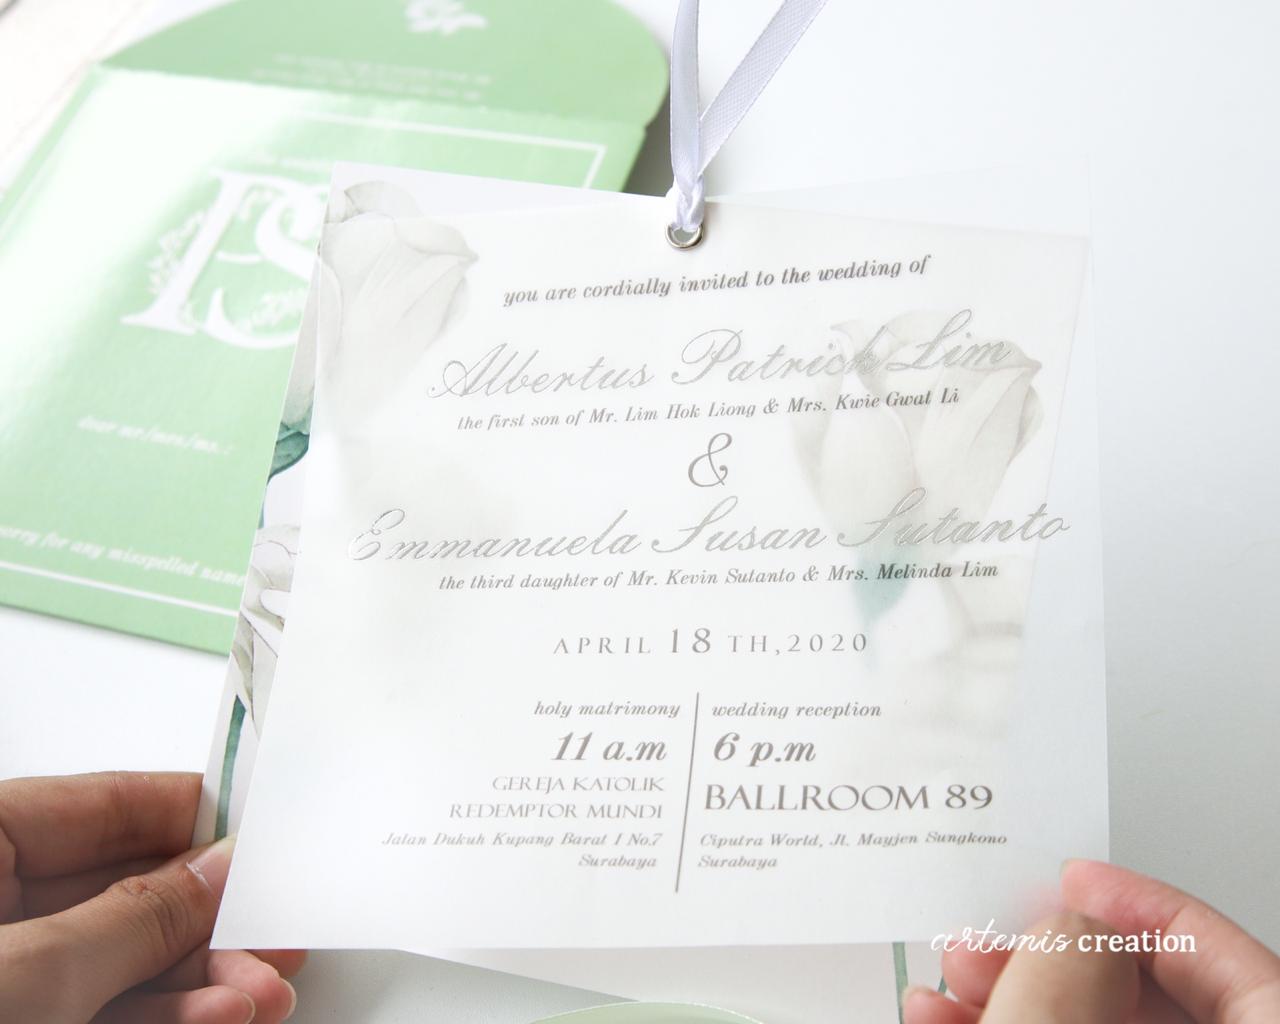 you are cordially invited to the wedding of
Albertus Patrick Lim
the first son of Mr. Lim Hok Liong & Mrs. Kwie Gwat Li
&
Emmanuela Susan Sutanto
the third daughter of Mr. Kevin Sutanto & Mrs. Melinda Lim
APRIL 18 TH,2020
holy matrimony
11 a.m
GEREJA KATOLIK
REDEMPTOR MUNDI
Jalan Dukuh Kupang Barat I No.7
Surabaya
wedding reception
6 p.m
BALLROOM 89
Ciputra World, Jl. Mayjen Sungkono
Surabaya
PS
dear mr./mrs/ms.:
sorry for any misspelled name
artemis creation